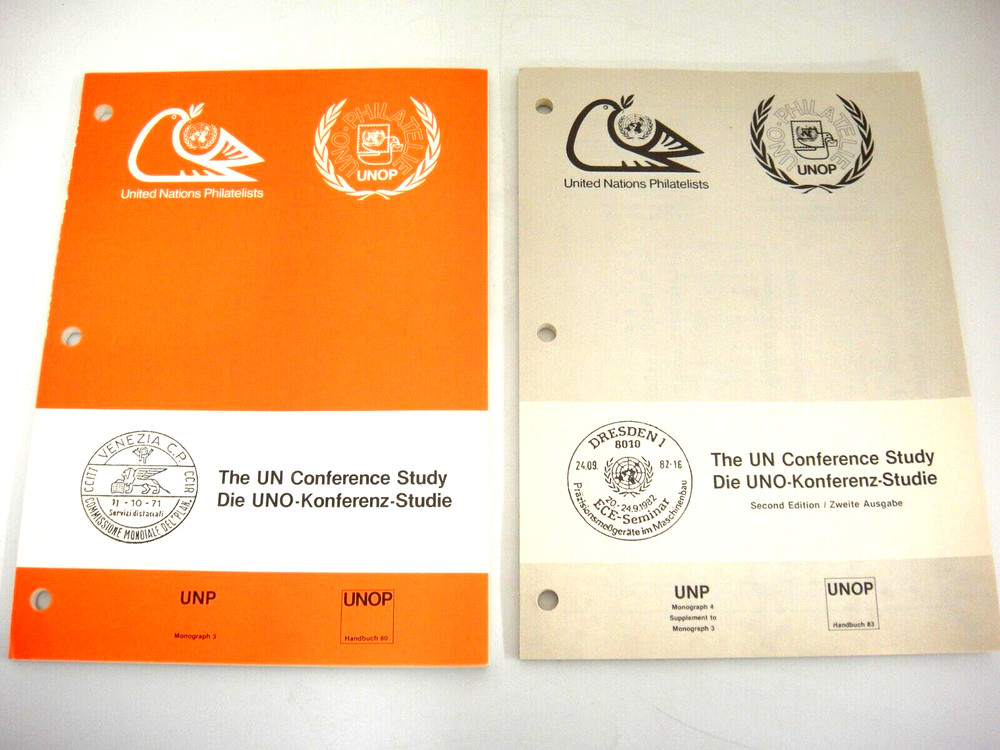 United Nations Philatelists
UNO-PHILATELIE
UNOP
VENEZIA C.P.
CCITT
CCIR
11-10-71
Servizi distaccati
COMMISSIONE MONDIALE DEL "PLAN"
The UN Conference Study
Die UNO-Konferenz-Studie
UNP
Monograph 3
UNOP
Handbuch 80
United Nations Philatelists
UNO-PHILATELIE
UNOP
DRESDEN 1
8010
24.09. 82-16
20.-24.9.1982
ECE-Seminar
Präzisionsmeßgeräte im Maschinenbau
The UN Conference Study
Die UNO-Konferenz-Studie
Second Edition / Zweite Ausgabe
UNP
Monograph 4
Supplement to
Monograph 3
UNOP
Handbuch 83